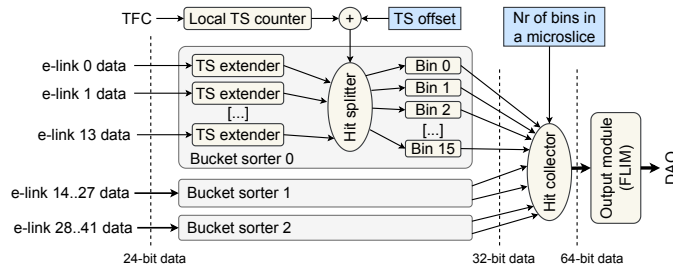 TFC
Local TS counter
+
TS offset
Nr of bins in
a microslice
e-link 0 data
TS extender
Bin 0
e-link 1 data
TS extender
Bin 1
[...]
Bin 2
[...]
e-link 13 data
TS extender
Bin 15
Hit splitter
Bucket sorter 0
e-link 14..27 data
Bucket sorter 1
e-link 28..41 data
Bucket sorter 2
Hit collector
Output module
(FLIM)
DAQ
24-bit data
32-bit data
64-bit data